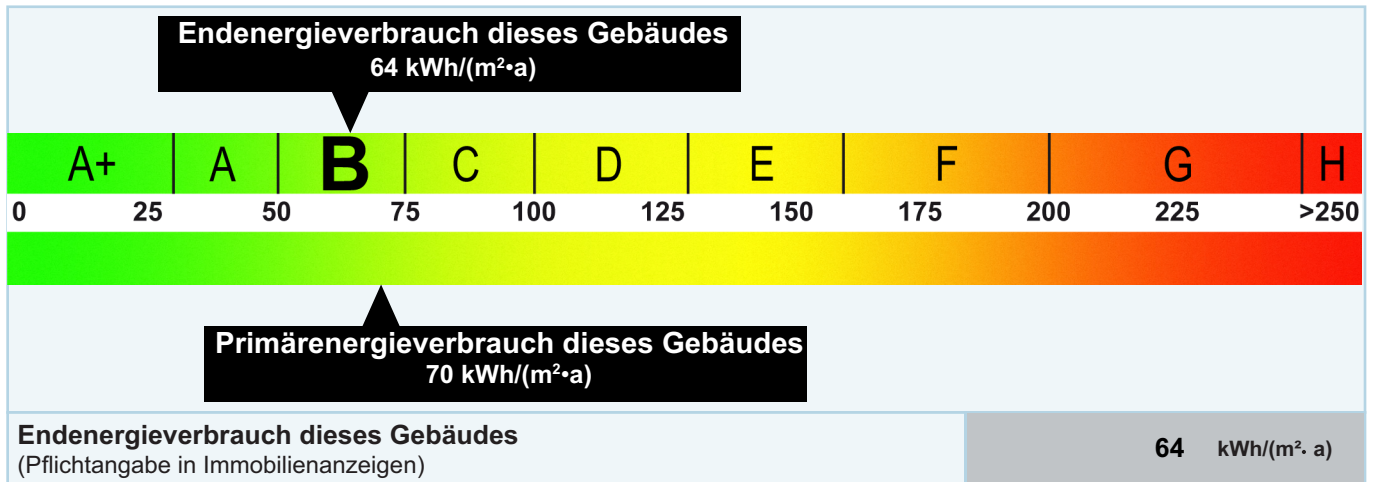 Endenergieverbrauch dieses Gebäudes
64 kWh/(m²•a)
A+ A B C D E F G H
0 25 50 75 100 125 150 175 200 225 >250
Primärenergieverbrauch dieses Gebäudes
70 kWh/(m²•a)
Endenergieverbrauch dieses Gebäudes
(Pflichtangabe in Immobilienanzeigen)
64 kWh/(m²· a)